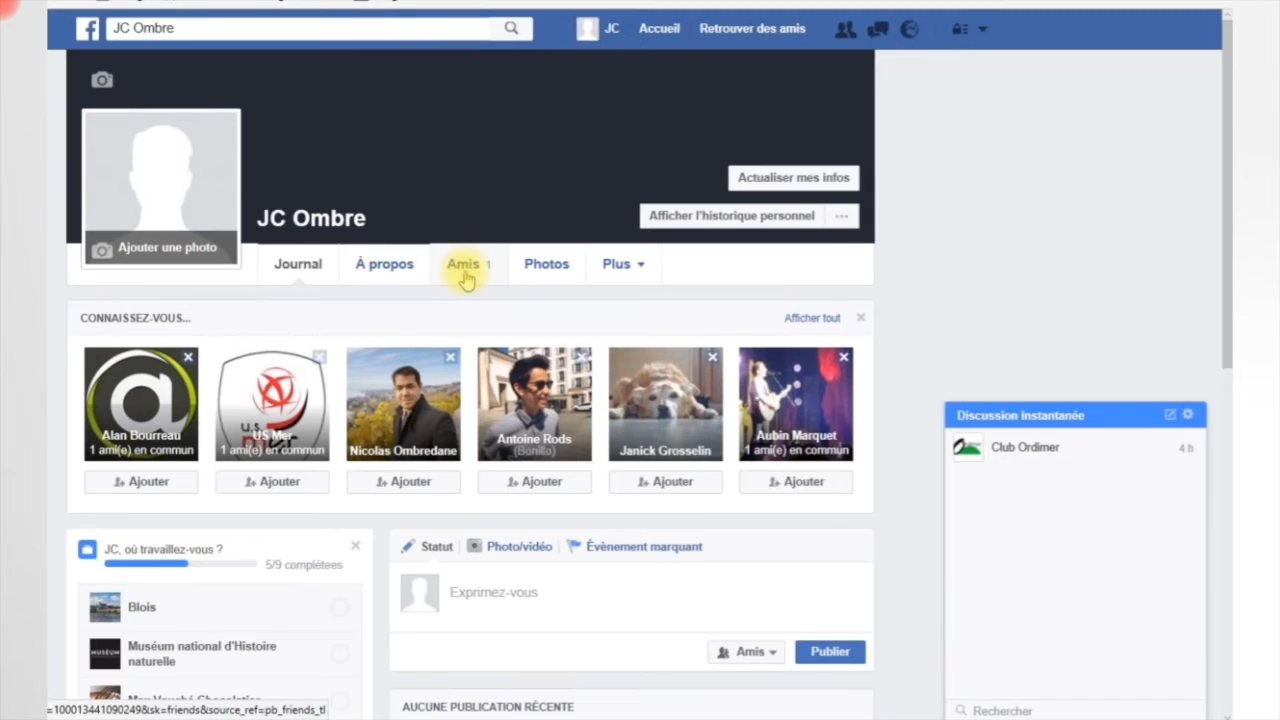 JC Ombre
JC
Accueil
Retrouver des amis
Actualiser mes infos
JC Ombre
Afficher l'historique personnel
Ajouter une photo
Journal
À propos
Amis 1
Photos
Plus
CONNAISSEZ-VOUS...
Afficher tout
Alan Bourreau
1 ami(e) en commun
US Mer
1 ami(e) en commun
Nicolas Ombredane
Antoine Rods
(Banilla)
Janick Grosselin
Aubin Marquet
1 ami(e) en commun
Ajouter
Ajouter
Ajouter
Ajouter
Ajouter
Ajouter
Discussion instantanée
Club Ordimer
4 h
JC, où travaillez-vous ?
5/9 complétées
Statut
Photo/vidéo
Évènement marquant
Exprimez-vous
Blois
MUSÉUM
Muséum national d'Histoire
naturelle
Amis
Publier
AUCUNE PUBLICATION RÉCENTE
=100013441090249&sk=friends&source_ref=pb_friends_tl
Rechercher